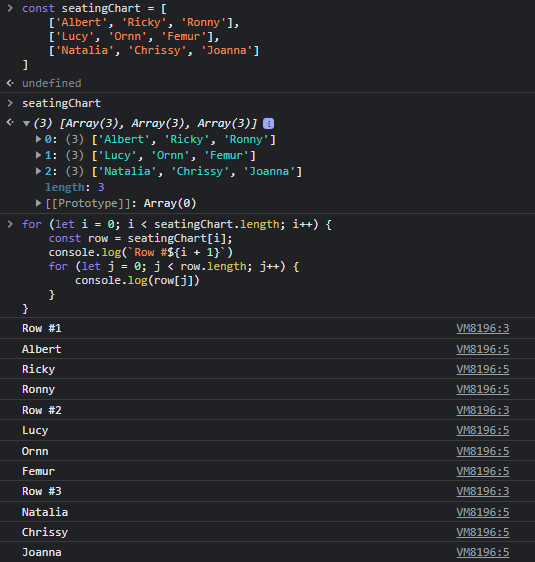 > const seatingChart = [
    ['Albert', 'Ricky', 'Ronny'],
    ['Lucy', 'Ornn', 'Femur'],
    ['Natalia', 'Chrissy', 'Joanna']
]
undefined
> seatingChart
(3) [Array(3), Array(3), Array(3)] i
0: (3) ['Albert', 'Ricky', 'Ronny']
1: (3) ['Lucy', 'Ornn', 'Femur']
2: (3) ['Natalia', 'Chrissy', 'Joanna']
length: 3
[[Prototype]]: Array(0)
> for (let i = 0; i < seatingChart.length; i++) {
    const row = seatingChart[i];
    console.log(`Row #${i + 1}`)
    for (let j = 0; j < row.length; j++) {
        console.log(row[j])
    }
}
Row #1 VM8196:3
Albert VM8196:5
Ricky VM8196:5
Ronny VM8196:5
Row #2 VM8196:3
Lucy VM8196:5
Ornn VM8196:5
Femur VM8196:5
Row #3 VM8196:3
Natalia VM8196:5
Chrissy VM8196:5
Joanna VM8196:5